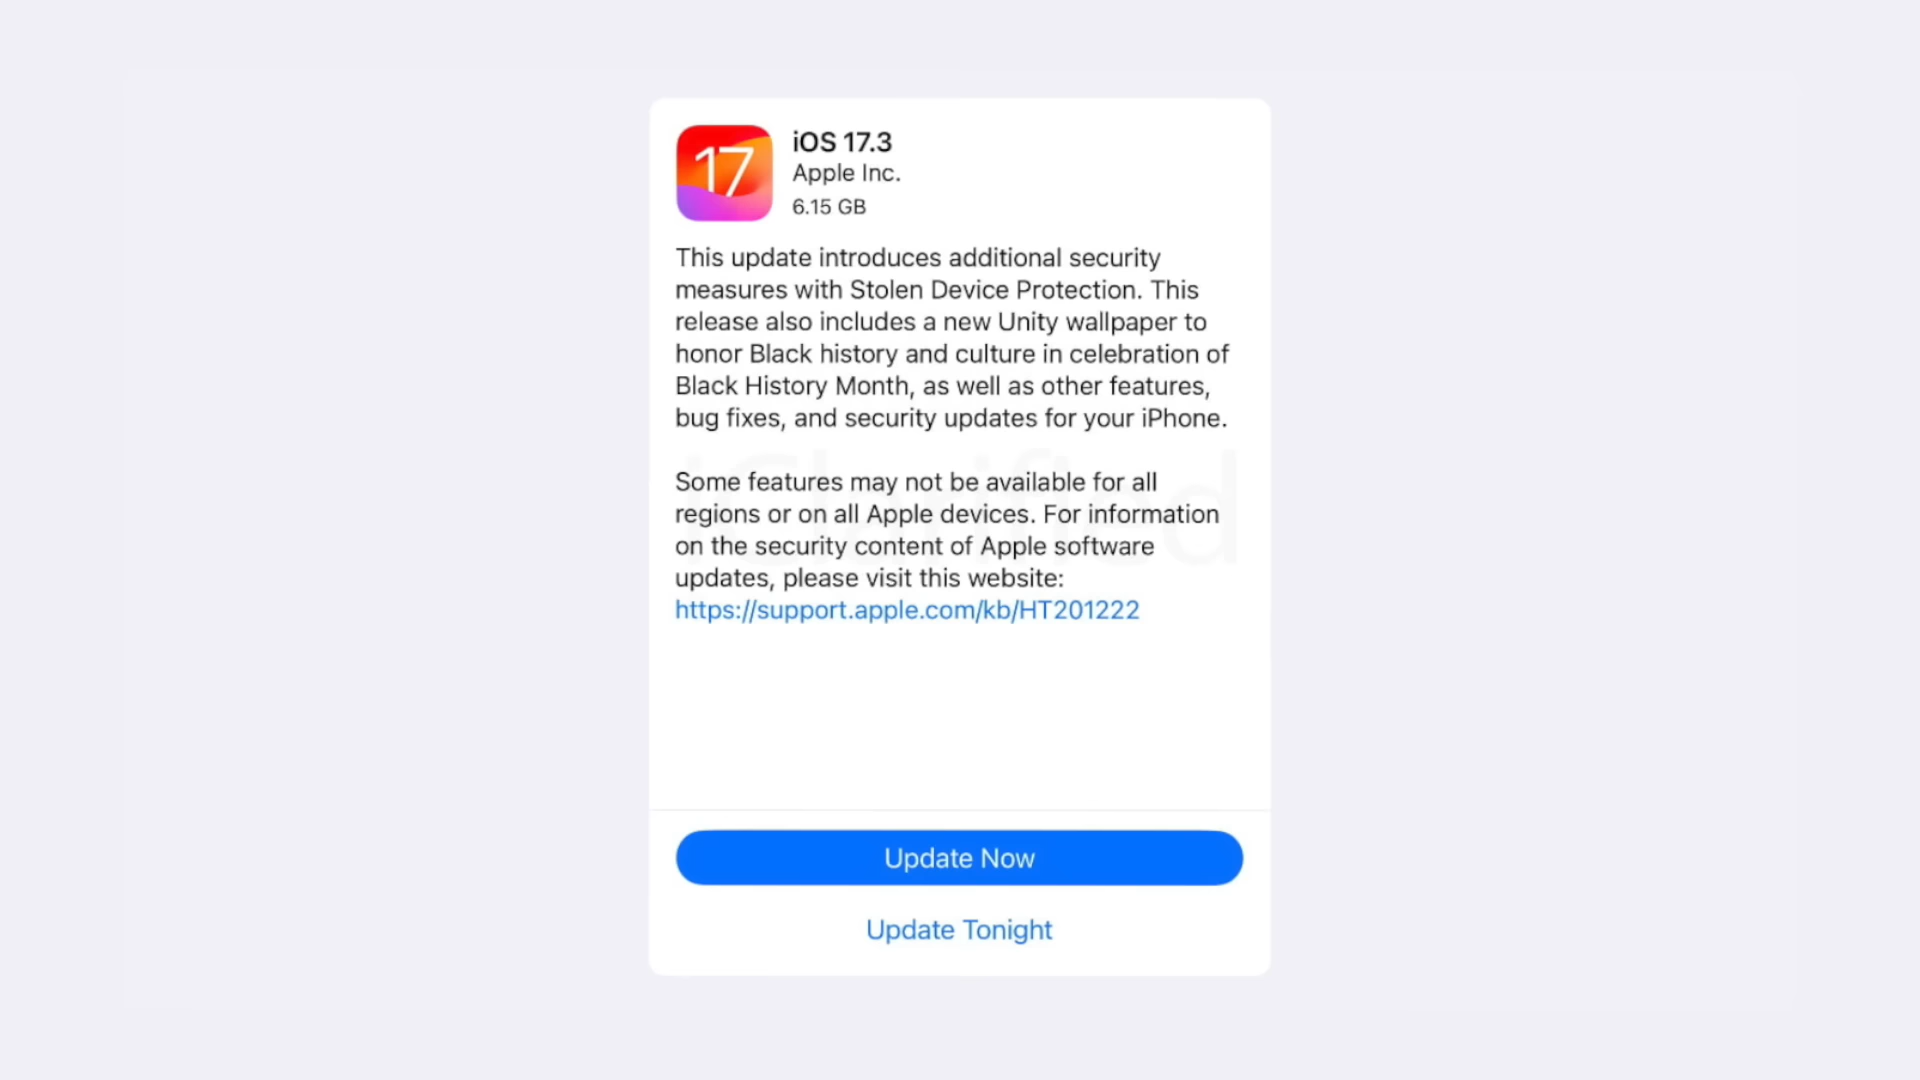 17
iOS 17.3
Apple Inc.
6.15 GB
This update introduces additional security
measures with Stolen Device Protection. This
release also includes a new Unity wallpaper to
honor Black history and culture in celebration of
Black History Month, as well as other features,
bug fixes, and security updates for your iPhone.
iClarified
Some features may not be available for all
regions or on all Apple devices. For information
on the security content of Apple software
updates, please visit this website:
https://support.apple.com/kb/HT201222
Update Now
Update Tonight